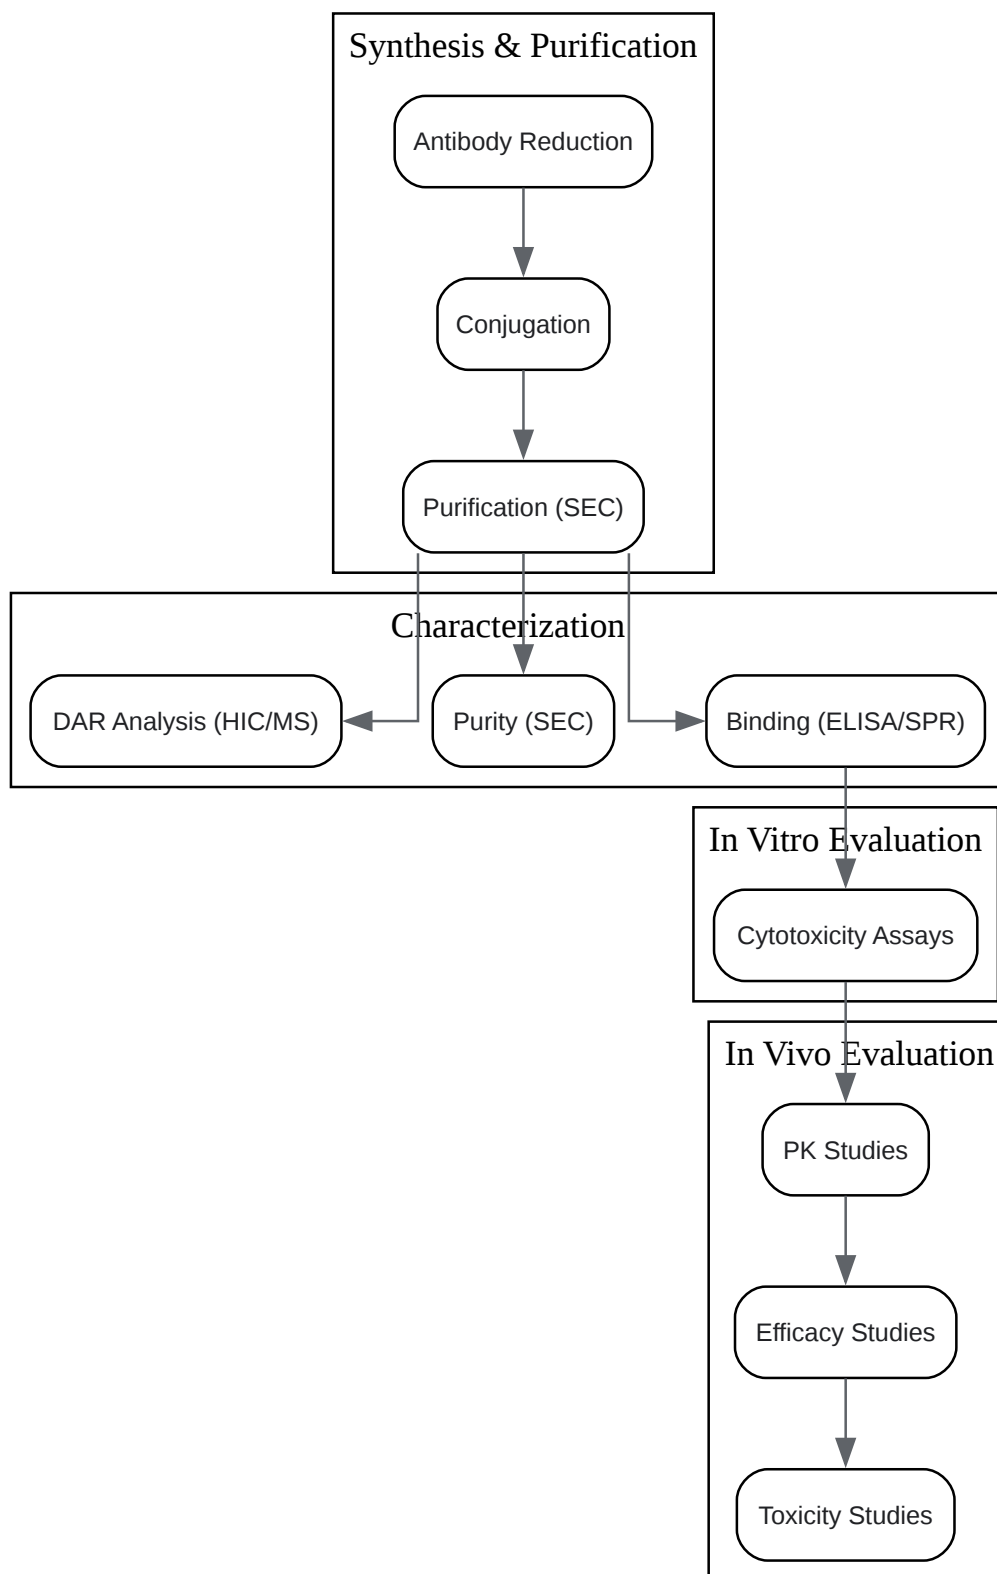 Synthesis & Purification
Antibody Reduction
Conjugation
Purification (SEC)
Characterization
DAR Analysis (HIC/MS)
Purity (SEC)
Binding (ELISA/SPR)
In Vitro Evaluation
Cytotoxicity Assays
In Vivo Evaluation
PK Studies
Efficacy Studies
Toxicity Studies